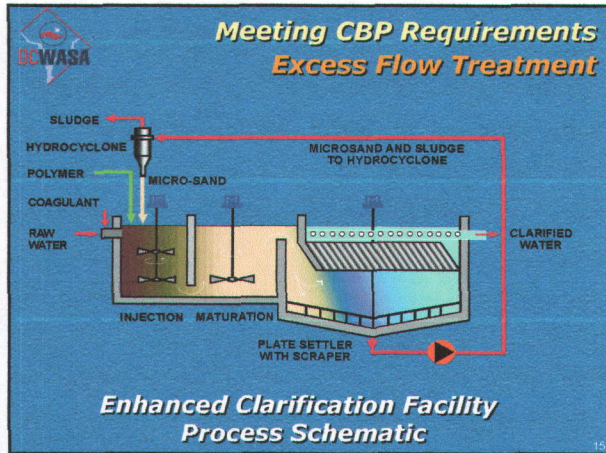 DCWASA
Meeting CBP Requirements
Excess Flow Treatment
SLUDGE
HYDROCYCLONE
MICROSAND AND SLUDGE
TO HYDROCYCLONE
POLYMER
MICRO-SAND
COAGULANT
RAW
WATER
CLARIFIED
WATER
INJECTION
MATURATION
PLATE SETTLER
WITH SCRAPER
Enhanced Clarification Facility
Process Schematic
15